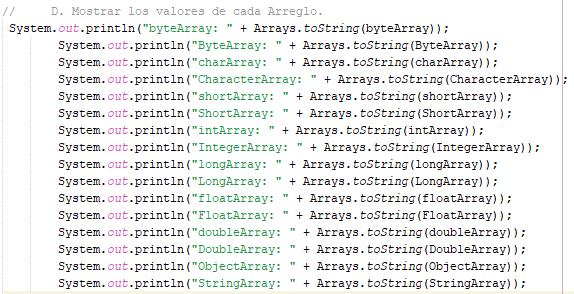 //     D. Mostrar los valores de cada Arreglo.
System.out.println("byteArray: " + Arrays.toString(byteArray));
System.out.println("ByteArray: " + Arrays.toString(ByteArray));
System.out.println("charArray: " + Arrays.toString(charArray));
System.out.println("CharacterArray: " + Arrays.toString(CharacterArray));
System.out.println("shortArray: " + Arrays.toString(shortArray));
System.out.println("ShortArray: " + Arrays.toString(ShortArray));
System.out.println("intArray: " + Arrays.toString(intArray));
System.out.println("IntegerArray: " + Arrays.toString(IntegerArray));
System.out.println("longArray: " + Arrays.toString(longArray));
System.out.println("LongArray: " + Arrays.toString(LongArray));
System.out.println("floatArray: " + Arrays.toString(floatArray));
System.out.println("FloatArray: " + Arrays.toString(FloatArray));
System.out.println("doubleArray: " + Arrays.toString(doubleArray));
System.out.println("DoubleArray: " + Arrays.toString(DoubleArray));
System.out.println("ObjectArray: " + Arrays.toString(ObjectArray));
System.out.println("StringArray: " + Arrays.toString(StringArray));